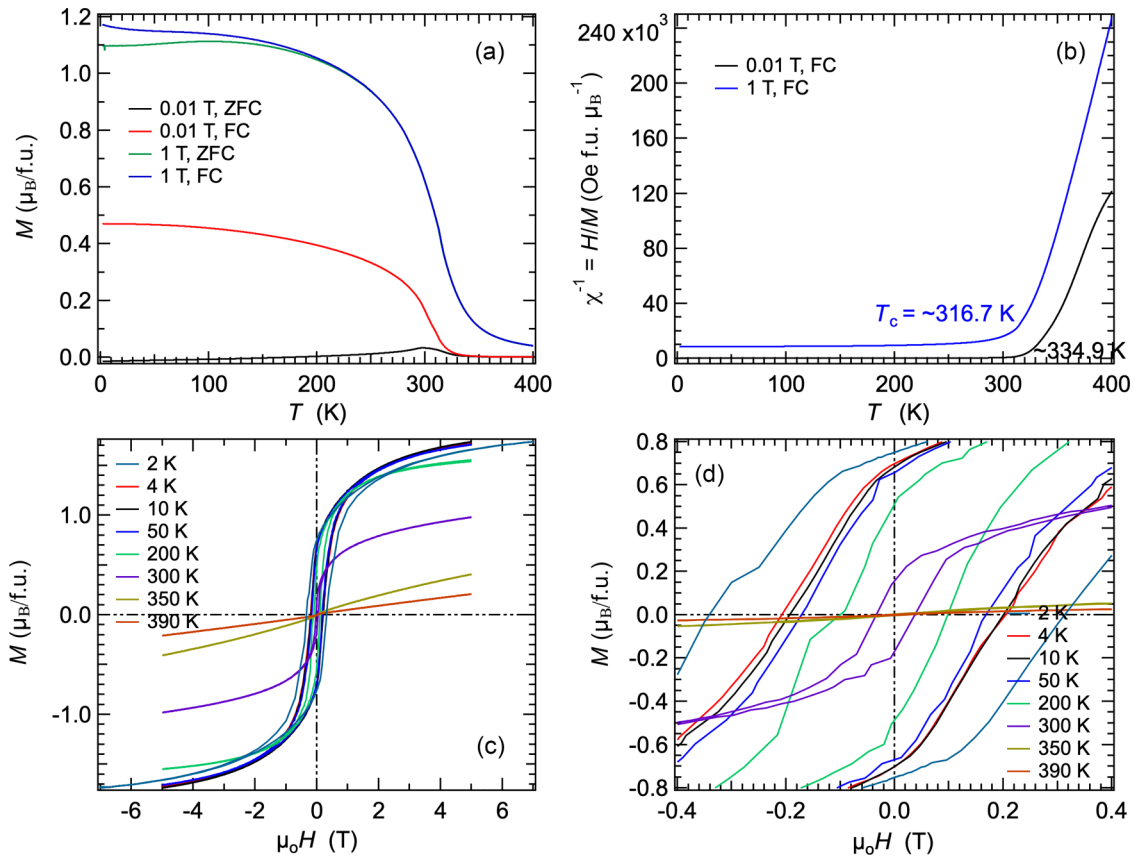 1.2
1.0
0.8
0.6
0.4
0.2
0.0
M (μB/f.u.)
(a)
0.01 T, ZFC
0.01 T, FC
1 T, ZFC
1 T, FC
0
100
200
300
400
T (K)
240 x10³
200
160
120
80
40
0
χ⁻¹ = H/M (Oe f.u. μB⁻¹)
(b)
0.01 T, FC
1 T, FC
Tc = ~316.7 K
~334.9 K
0
100
200
300
400
T (K)
1.0
0.0
-1.0
M (μB/f.u.)
2 K
4 K
10 K
50 K
200 K
300 K
350 K
390 K
(c)
-6
-4
-2
0
2
4
6
μoH (T)
0.8
0.6
0.4
0.2
0.0
-0.2
-0.4
-0.6
-0.8
M (μB/f.u.)
(d)
2 K
4 K
10 K
50 K
200 K
300 K
350 K
390 K
-0.4
-0.2
0.0
0.2
0.4
μoH (T)